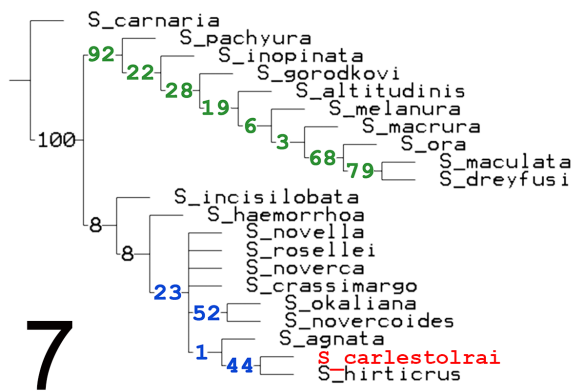 S_carnaria
S_pachyura
92
S_inopinata
22
S_gorodkovi
28
S_altitudinis
19
S_melanura
6
S_macrura
3
S_ora
100
68
S_maculata
79
S_dreyfusi
S_incisilobata
S_haemorrhoa
8
S_novella
8
S_rosellei
S_noverca
S_crassimargo
23
S_okaliana
52
S_novercoides
S_agnata
1
S_carlestolrai
44
S_hirticrus
7